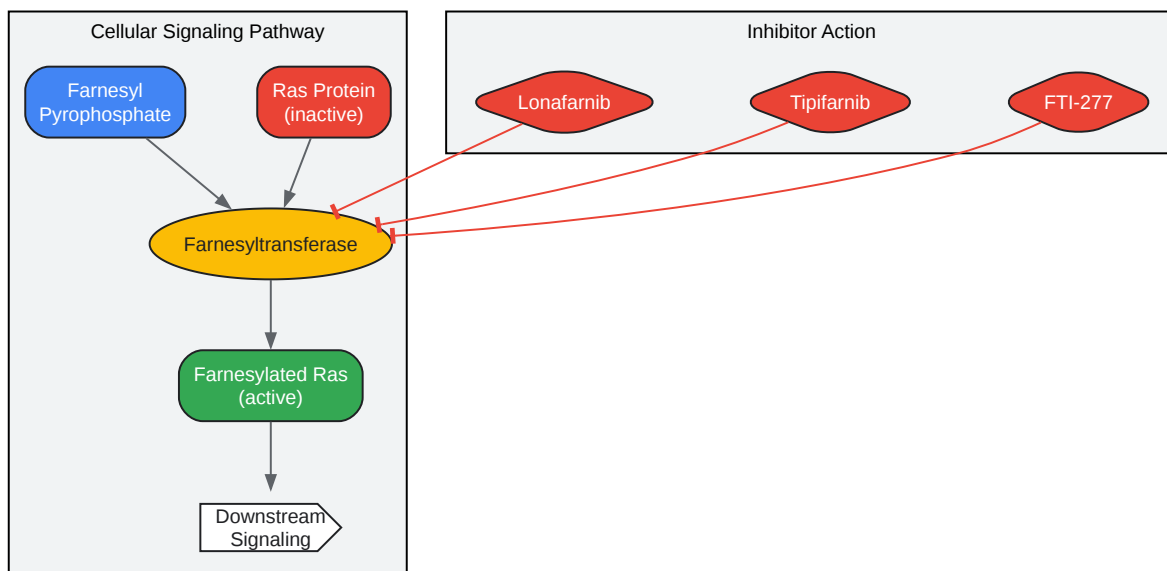 Cellular Signaling Pathway
Farnesyl
Pyrophosphate
Ras Protein
(inactive)
Farnesyltransferase
Farnesylated Ras
(active)
Downstream
Signaling
Inhibitor Action
Lonafarnib
Tipifarnib
FTI-277